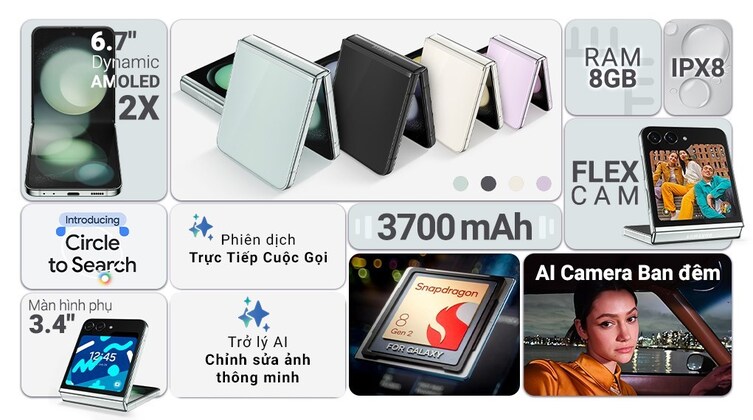 6.7"
Dynamic
AMOLED
2X
RAM
8GB
IPX8
FLEX
CAM
Introducing
Circle
to Search
Phiên dịch
Trực Tiếp Cuộc Gọi
3700 mAh
Màn hình phụ
3.4"
12:45
Trở lý AI
Chỉnh sửa ảnh
thông minh
Snapdragon
8
Gen 2
FOR GALAXY
AI Camera Ban đêm